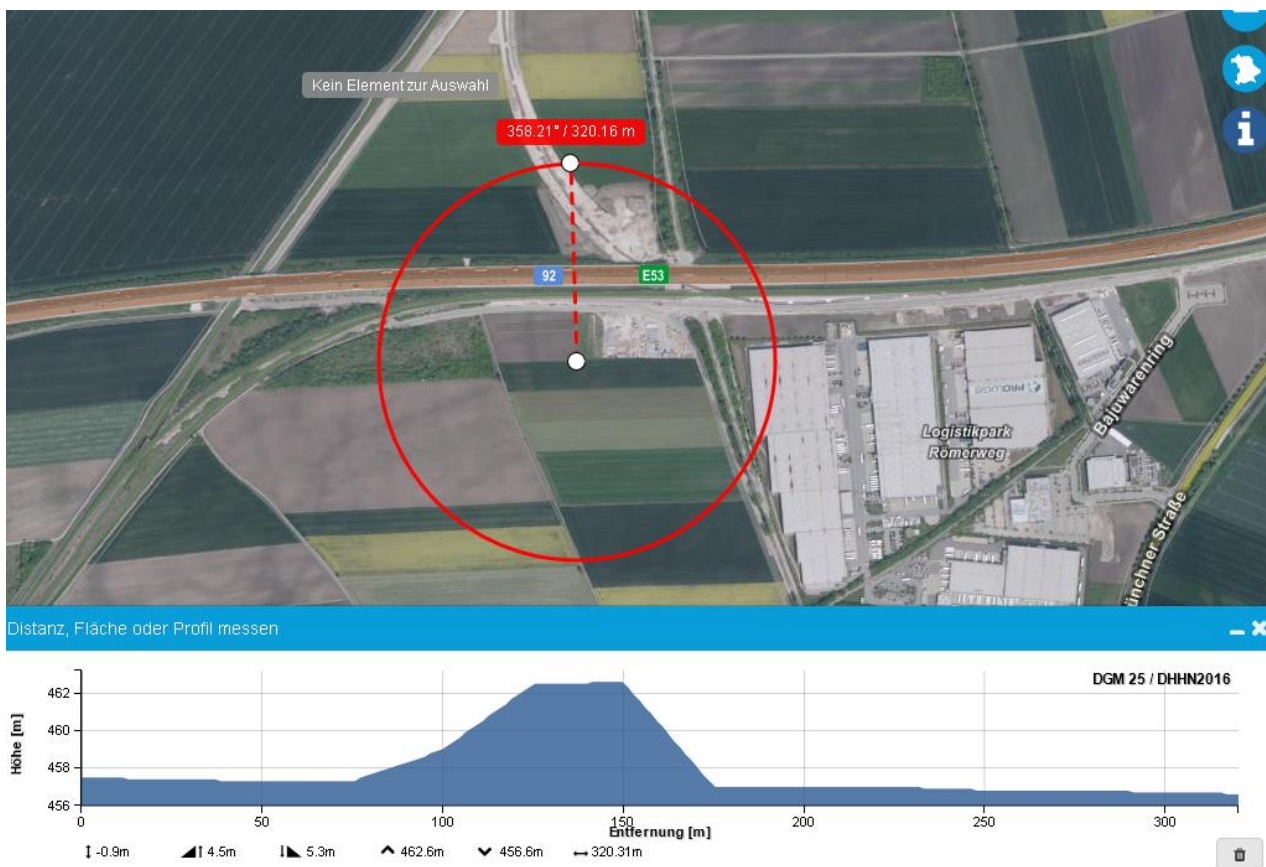 Kein Element zur Auswahl
358.21° / 320.16 m
92
E53
PROLOGIS
Bajuwarenring
Logistikpark
Römerweg
ünchner Straße
Distanz, Fläche oder Profil messen
DGM 25 / DHHN2016
Höhe [m]
462
460
458
456
0
50
100
150
200
250
300
Entfernung [m]
-0.9m
4.5m
5.3m
462.6m
456.6m
320.31m